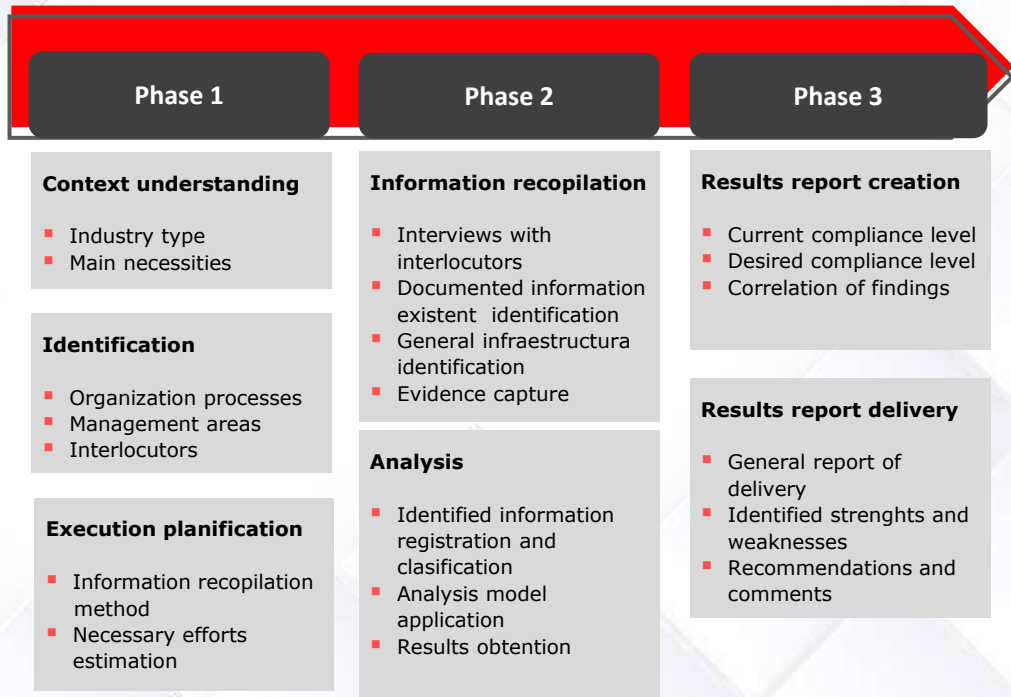 Phase 1
Context understanding
Industry type
Main necessities
Identification
Organization processes
Management areas
Interlocutors
Execution planification
Information recopilation
method
Necessary efforts
estimation
Phase 2
Information recopilation
Interviews with
interlocutors
Documented information
existent identification
General infraestructura
identification
Evidence capture
Analysis
Identified information
registration and
clasification
Analysis model
application
Results obtention
Phase 3
Results report creation
Current compliance level
Desired compliance level
Correlation of findings
Results report delivery
General report of
delivery
Identified strenghts and
weaknesses
Recommendations and
comments